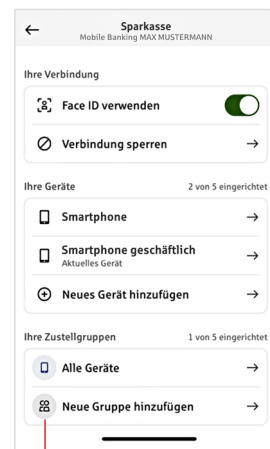 Sparkasse
Mobile Banking MAX MUSTERMANN
Ihre Verbindung
Face ID verwenden
Verbindung sperren
Ihre Geräte 2 von 5 eingerichtet
Smartphone
Smartphone geschäftlich
Aktuelles Gerät
Neues Gerät hinzufügen
Ihre Zustellgruppen 1 von 5 eingerichtet
Alle Geräte
Neue Gruppe hinzufügen